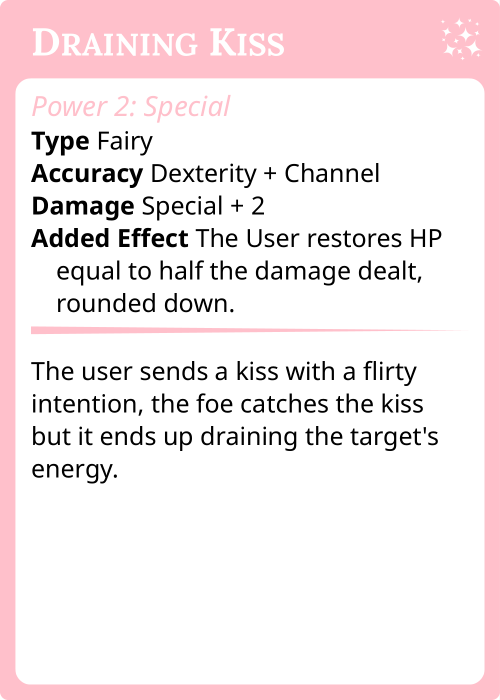 Draining Kiss
Power 2: Special
Type Fairy
Accuracy Dexterity + Channel
Damage Special + 2
Added Effect The User restores HP
equal to half the damage dealt,
rounded down.
The user sends a kiss with a flirty
intention, the foe catches the kiss
but it ends up draining the target's
energy.